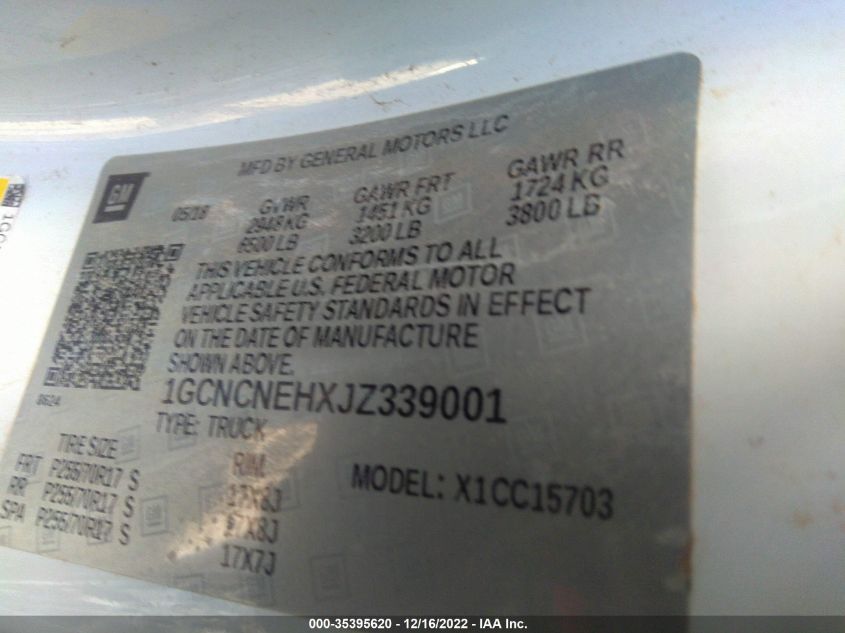 MFD BY GENERAL MOTORS LLC
GM
05/18
GVWR GAWR FRT GAWR RR
2948 KG 1451 KG 1724 KG
6500 LB 3200 LB 3800 LB
THIS VEHICLE CONFORMS TO ALL
APPLICABLE U.S. FEDERAL MOTOR
VEHICLE SAFETY STANDARDS IN EFFECT
ON THE DATE OF MANUFACTURE
SHOWN ABOVE.
8624
1GCNCNEHXJZ339001
TYPE: TRUCK
TIRE SIZE RIM
MODEL: X1CC15703
FRT P255/70R17 S 17X8J
RR P255/70R17 S 17X8J
SPA P255/70R17 S 17X7J
000-35395620 - 12/16/2022 - IAA Inc.